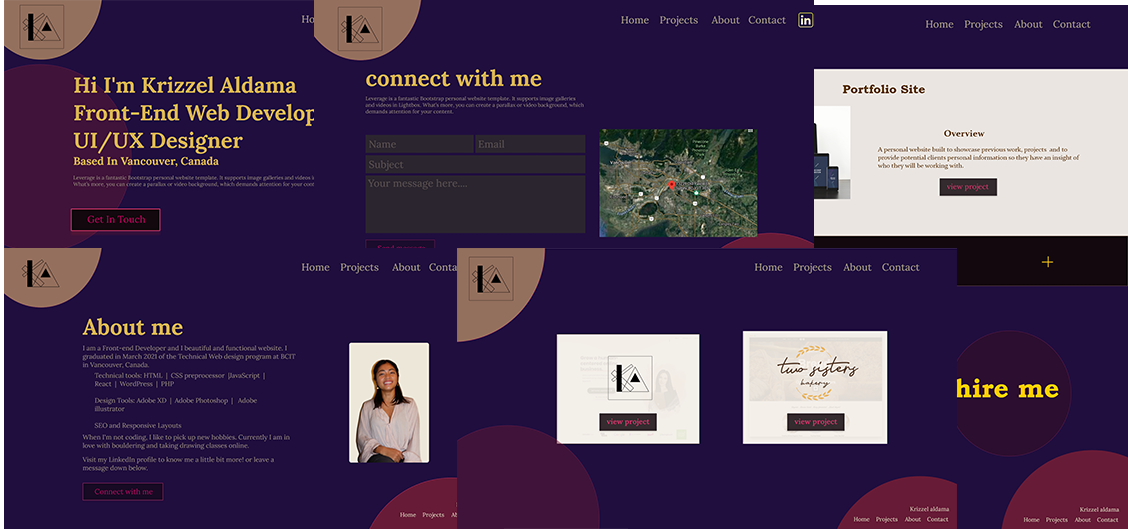 Ho
KA
Hi I'm Krizzel Aldama
Front-End Web Develop
UI/UX Designer
Based In Vancouver, Canada
Leverage is a fantastic Bootstrap personal website template. It supports image galleries and videos i
What's more, you can create a parallax or video background, which demands attention for your cont
Get In Touch
KA
Home Projects About Contact in
connect with me
Leverage is a fantastic Bootstrap personal website template. It supports image galleries
and videos in Lightbox. What's more, you can create a parallax or video background, which
demands attention for your content.
Name Email
Subject
Your message here....
Send message
Home Projects About Contact
Portfolio Site
Overview
A personal website built to showcase previous work, projects and to
provide potential clients personal information so they have an insight of
who they will be working with.
view project
+
KA
Home Projects About Conta
About me
I am a Front-end Developer and I beautiful and functional website. I
graduated in March 2021 of the Technical Web design program at BCIT
in Vancouver, Canada.
Technical tools: HTML | CSS preprocessor |JavaScript |
React | WordPress | PHP
Design Tools: Adobe XD | Adobe Photoshop | Adobe
illustrator
SEO and Responsive Layouts
When I'm not coding, I like to pick up new hobbies. Currently I am in
love with bouldering and taking drawing classes online.
Visit my LinkedIn profile to know me a little bit more! or leave a
message down below.
Connect with me
Home Projects A
KA
Home Projects About Contact
KA
view project
two sisters
bakery
view project
Krizzel aldama
Home Projects About Contact
hire me
Krizzel aldama
Home Projects About Contact